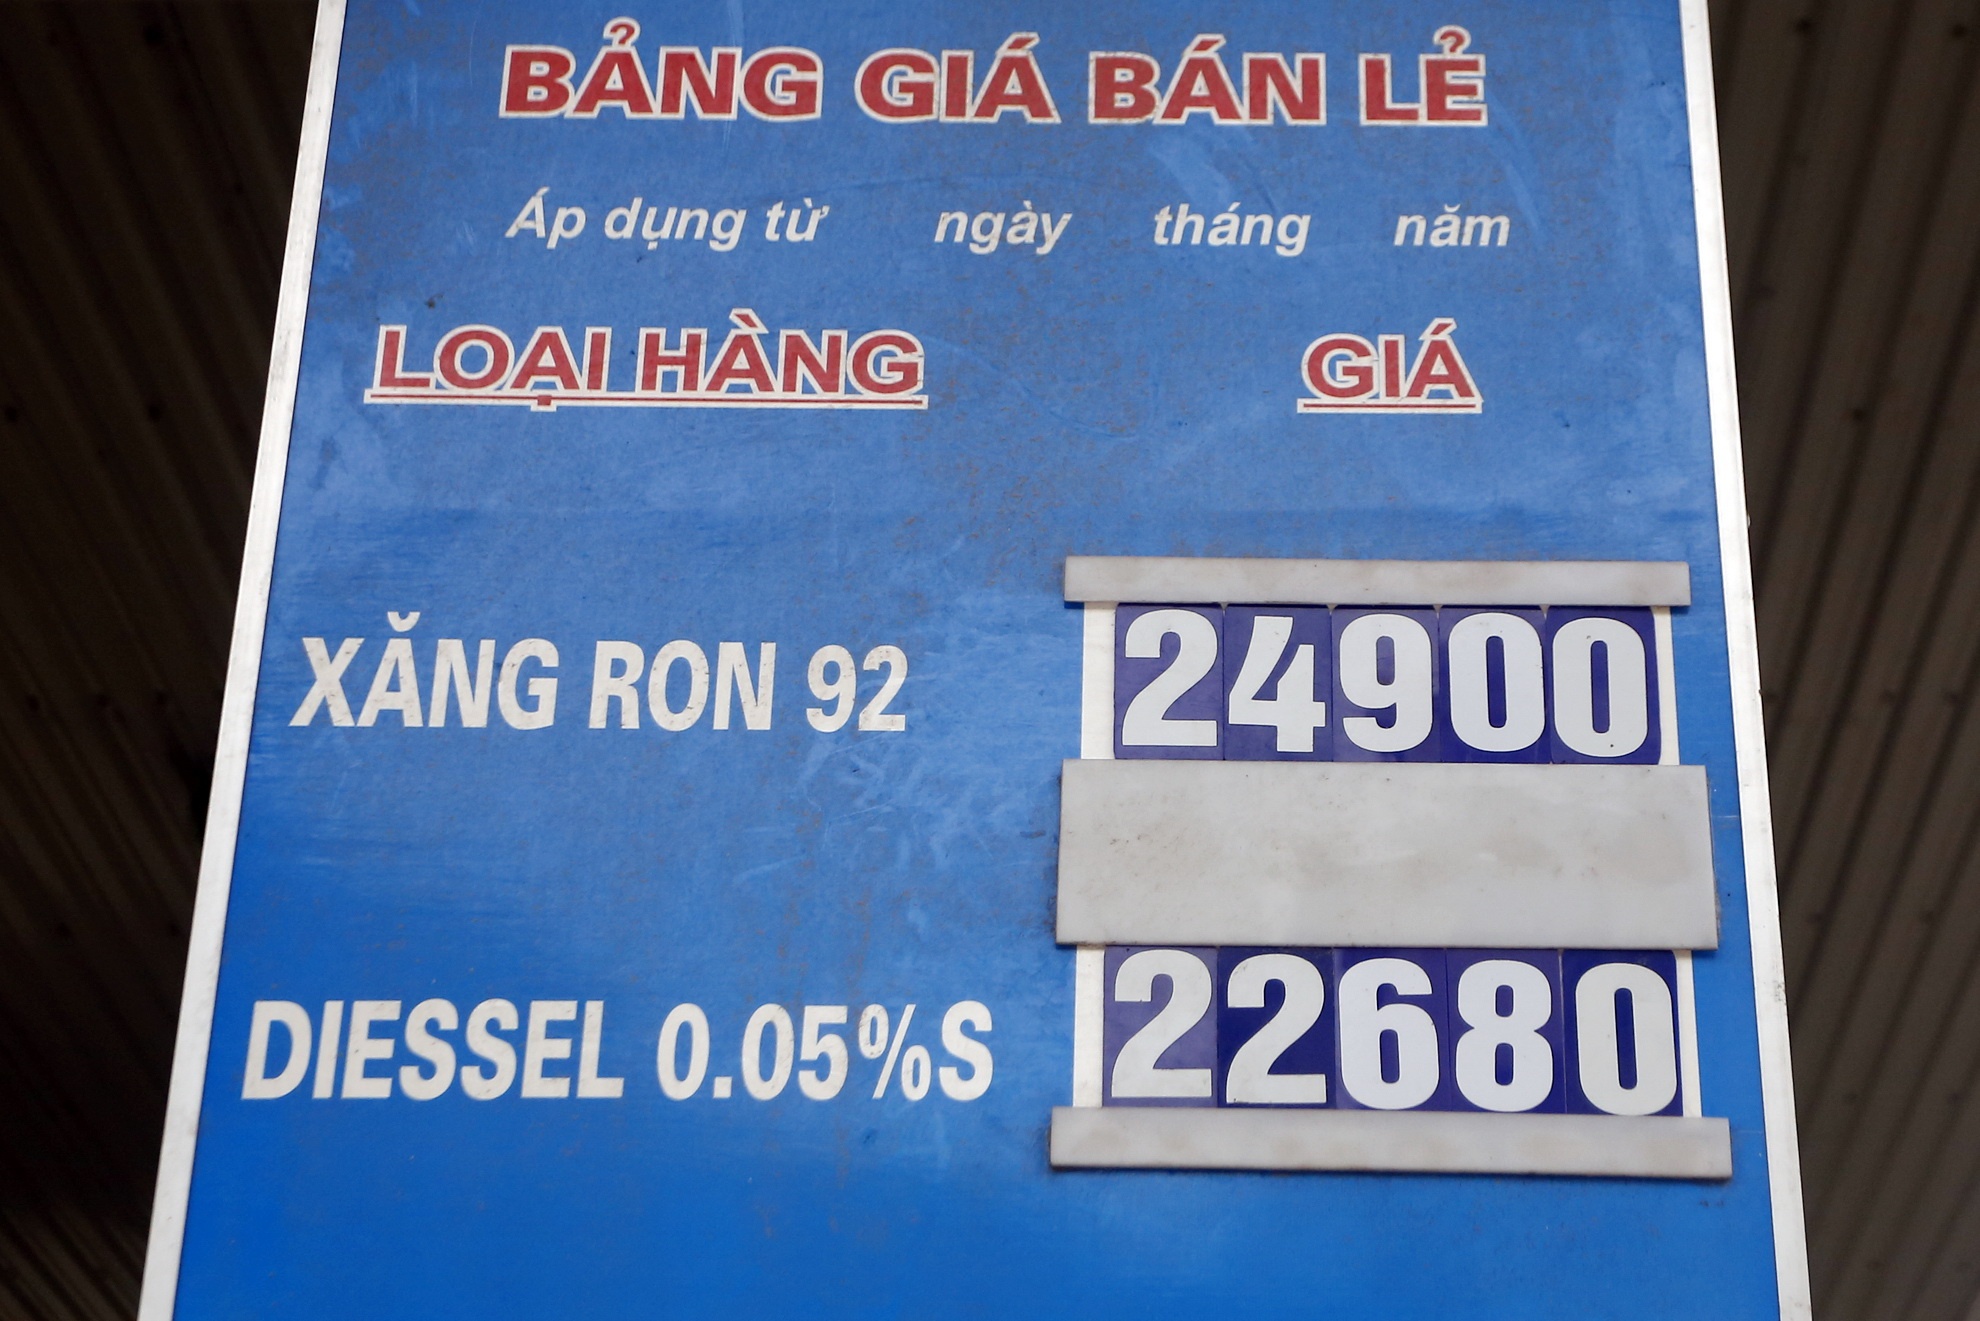 BẢNG GIÁ BÁN LẺ
Áp dụng từ ngày tháng năm
LOẠI HÀNG GIÁ
XĂNG RON 92 24900
DIESSEL 0.05%S 22680